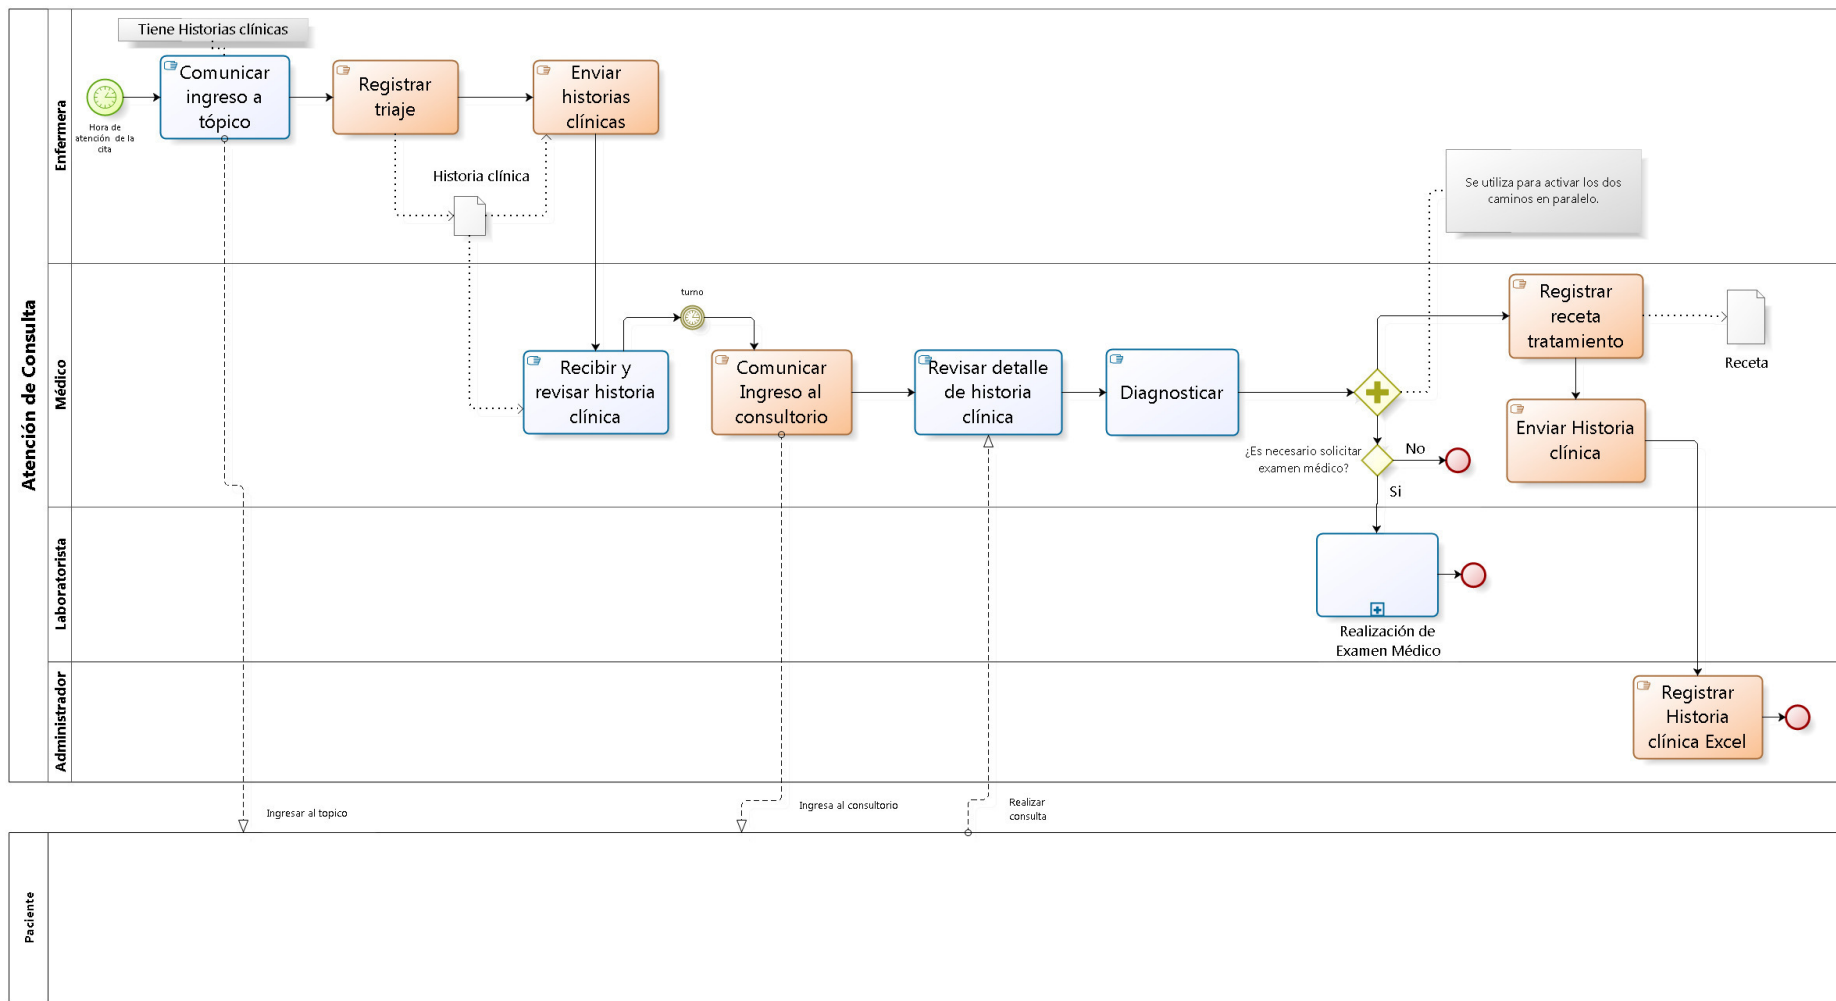 Atención de Consulta
Enfermera
Tiene Historias clínicas
Hora de
atención de la
cita
Comunicar
ingreso a
tópico
Registrar
triaje
Enviar
historias
clínicas
Historia clínica
Se utiliza para activar los dos
caminos en paralelo.
Médico
Recibir y
revisar historia
clínica
turno
Comunicar
Ingreso al
consultorio
Revisar detalle
de historia
clínica
Diagnosticar
¿Es necesario solicitar
examen médico?
No
Si
Registrar
receta
tratamiento
Receta
Enviar Historia
clínica
Laboratorista
Realización de
Examen Médico
Administrador
Registrar
Historia
clínica Excel
Ingresar al topico
Ingresa al consultorio
Realizar
consulta
Paciente